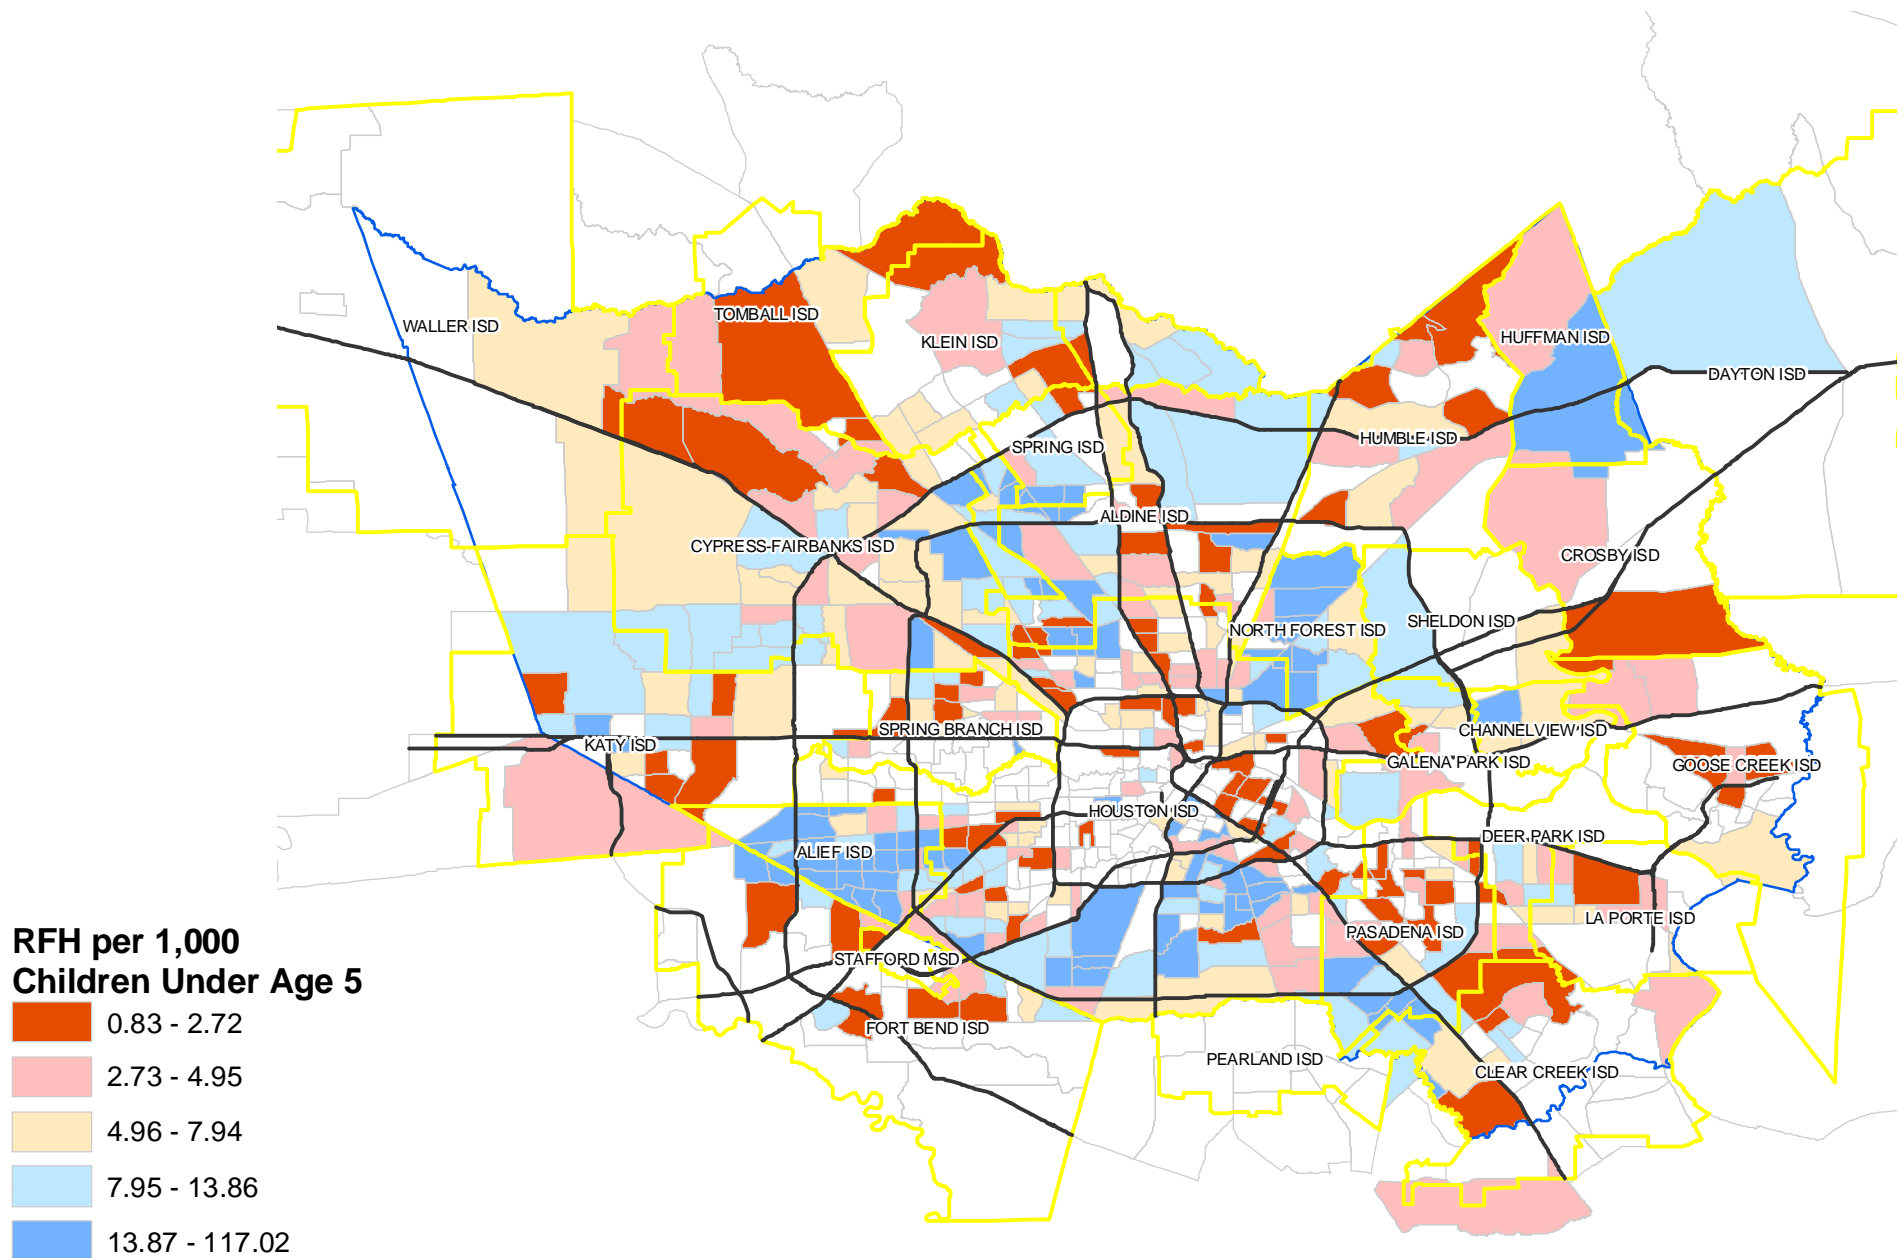 TOMBALL ISD
WALLER ISD
KLEIN ISD
HUFFMAN ISD
DAYTON ISD
HUMBLE ISD
SPRING ISD
ALDINE ISD
CYPRESS-FAIRBANKS ISD
CROSBY ISD
SHELDON ISD
NORTH FOREST ISD
SPRING BRANCH ISD
CHANNELVIEW ISD
KATY ISD
GALENA PARK ISD
GOOSE CREEK ISD
HOUSTON ISD
DEER PARK ISD
ALIEF ISD
LA PORTE ISD
PASADENA ISD
STAFFORD MSD
FORT BEND ISD
PEARLAND ISD
CLEAR CREEK ISD
RFH per 1,000
Children Under Age 5
0.83 - 2.72
2.73 - 4.95
4.96 - 7.94
7.95 - 13.86
13.87 - 117.02